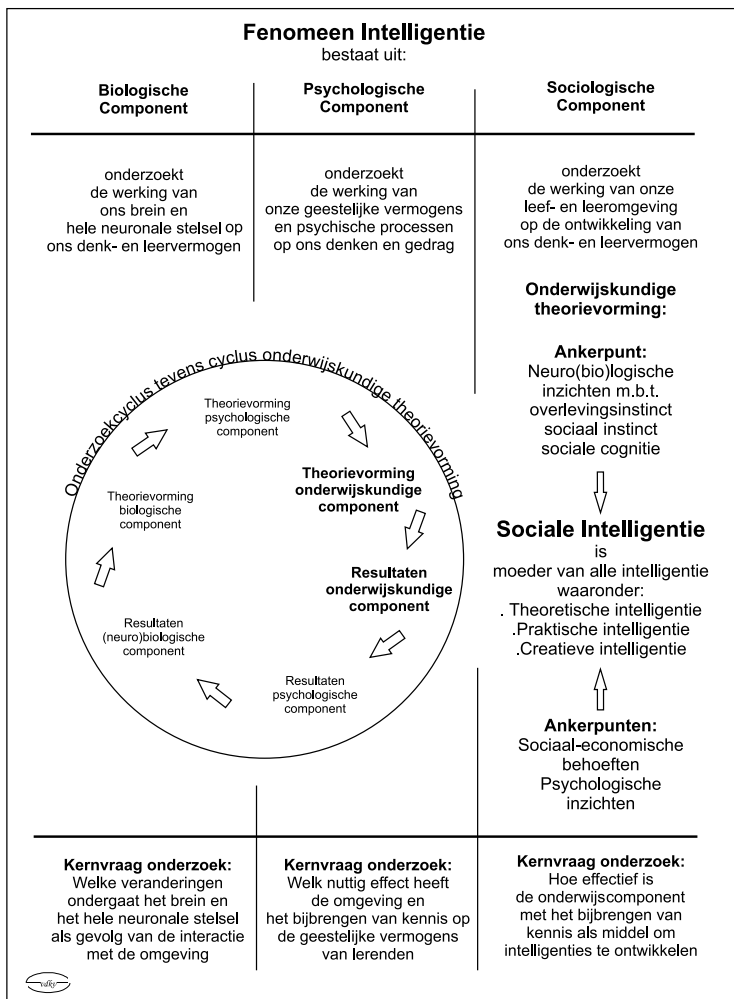 Fenomeen Intelligentie
bestaat uit:
Biologische
Component
Psychologische
Component
Sociologische
Component
onderzoekt
de werking van
ons brein en
hele neuronale stelsel op
ons denk- en leervermogen
onderzoekt
de werking van
onze geestelijke vermogens
en psychische processen
op ons denken en gedrag
onderzoekt
de werking van onze
leef- en leeromgeving
op de ontwikkeling van
ons denk- en leervermogen
Onderzoekcyclus tevens cyclus onderwijskundige theorievorming
Theorievorming
psychologische
component
Theorievorming
onderwijskundige
component
Resultaten
onderwijskundige
component
Resultaten
psychologische
component
Resultaten
(neuro)biologische
component
Theorievorming
biologische
component
Onderwijskundige
theorievorming:
Ankerpunt:
Neuro(bio)logische
inzichten m.b.t.
overlevingsinstinct
sociaal instinct
sociale cognitie
Sociale Intelligentie
is
moeder van alle intelligentie
waaronder:
. Theoretische intelligentie
.Praktische intelligentie
.Creatieve intelligentie
Ankerpunten:
Sociaal-economische
behoeften
Psychologische
inzichten
Kernvraag onderzoek:
Welke veranderingen
ondergaat het brein en
het hele neuronale stelsel
als gevolg van de interactie
met de omgeving
Kernvraag onderzoek:
Welk nuttig effect heeft
de omgeving en
het bijbrengen van kennis op
de geestelijke vermogens
van lerenden
Kernvraag onderzoek:
Hoe effectief is
de onderwijscomponent
met het bijbrengen van
kennis als middel om
intelligenties te ontwikkelen